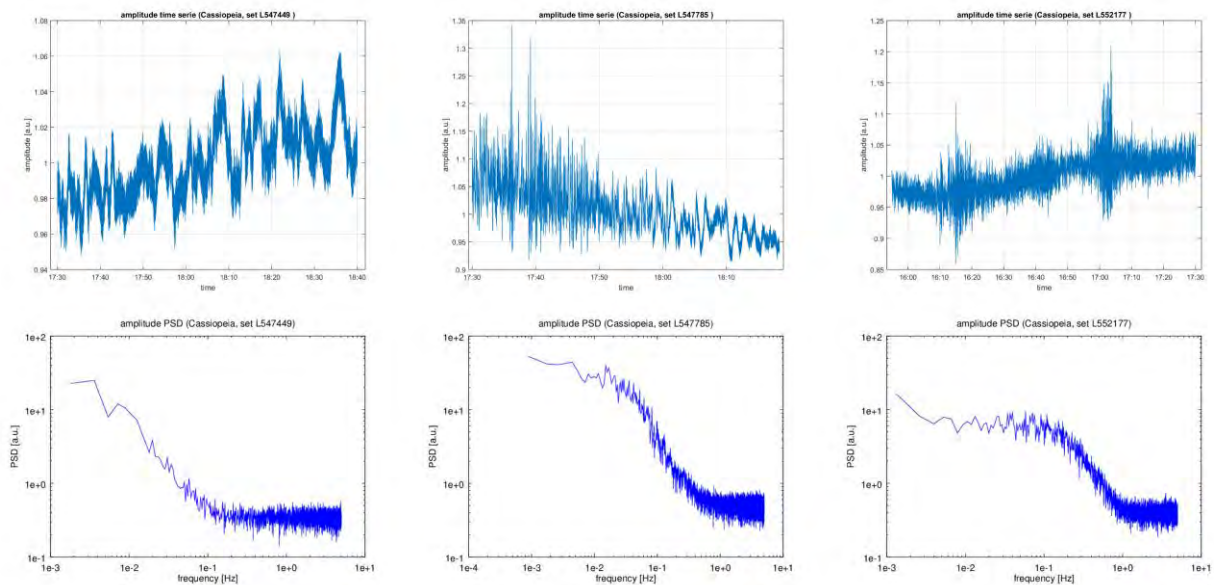 amplitude time serie (Cassiopeia, set L547449)
1.08
1.06
1.04
1.02
1
0.98
0.96
0.94
amplitude [a.u.]
17:30 17:40 17:50 18:00 18:10 18:20 18:30 18:40
time
amplitude time serie (Cassiopeia, set L547785 )
1.35
1.3
1.25
1.2
1.15
1.1
1.05
1
0.95
0.9
amplitude [a.u.]
17:30 17:40 17:50 18:00 18:10
time
amplitude time serie (Cassiopeia, set L552177 )
1.25
1.2
1.15
1.1
1.05
1
0.95
0.9
0.85
amplitude [a.u.]
16:00 16:10 16:20 16:30 16:40 16:50 17:00 17:10 17:20 17:30
time
amplitude PSD (Cassiopeia, set L547449)
1e+2
1e+1
1e+0
1e-1
PSD [a.u.]
1e-3 1e-2 1e-1 1e+0 1e+1
frequency [Hz]
amplitude PSD (Cassiopeia, set L547785)
1e+2
1e+1
1e+0
1e-1
PSD [a.u.]
1e-3 1e-2 1e-1 1e+0 1e+1
frequency [Hz]
amplitude PSD (Cassiopeia, set L552177)
1e+2
1e+1
1e+0
1e-1
PSD [a.u.]
1e-3 1e-2 1e-1 1e+0 1e+1
frequency [Hz]